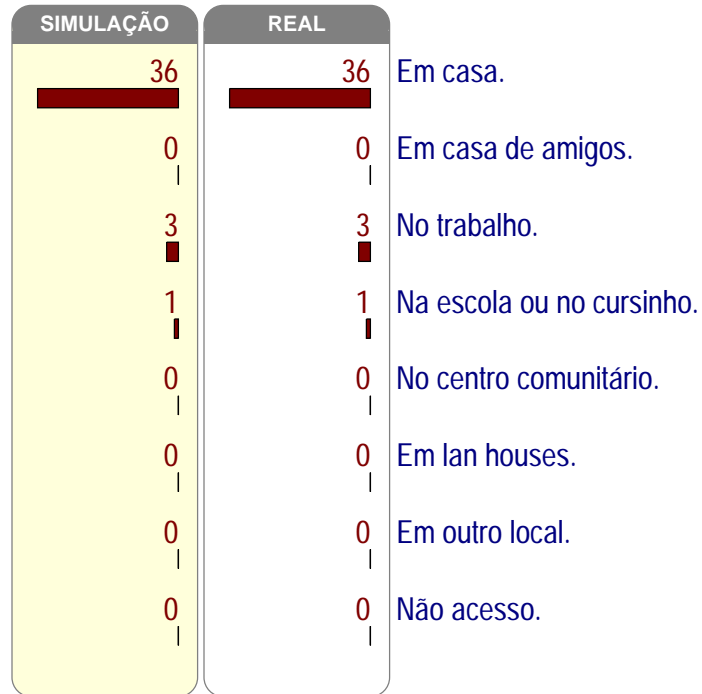 SIMULAÇÃO REAL
36 36 Em casa.
0 0 Em casa de amigos.
3 3 No trabalho.
1 1 Na escola ou no cursinho.
0 0 No centro comunitário.
0 0 Em lan houses.
0 0 Em outro local.
0 0 Não acesso.